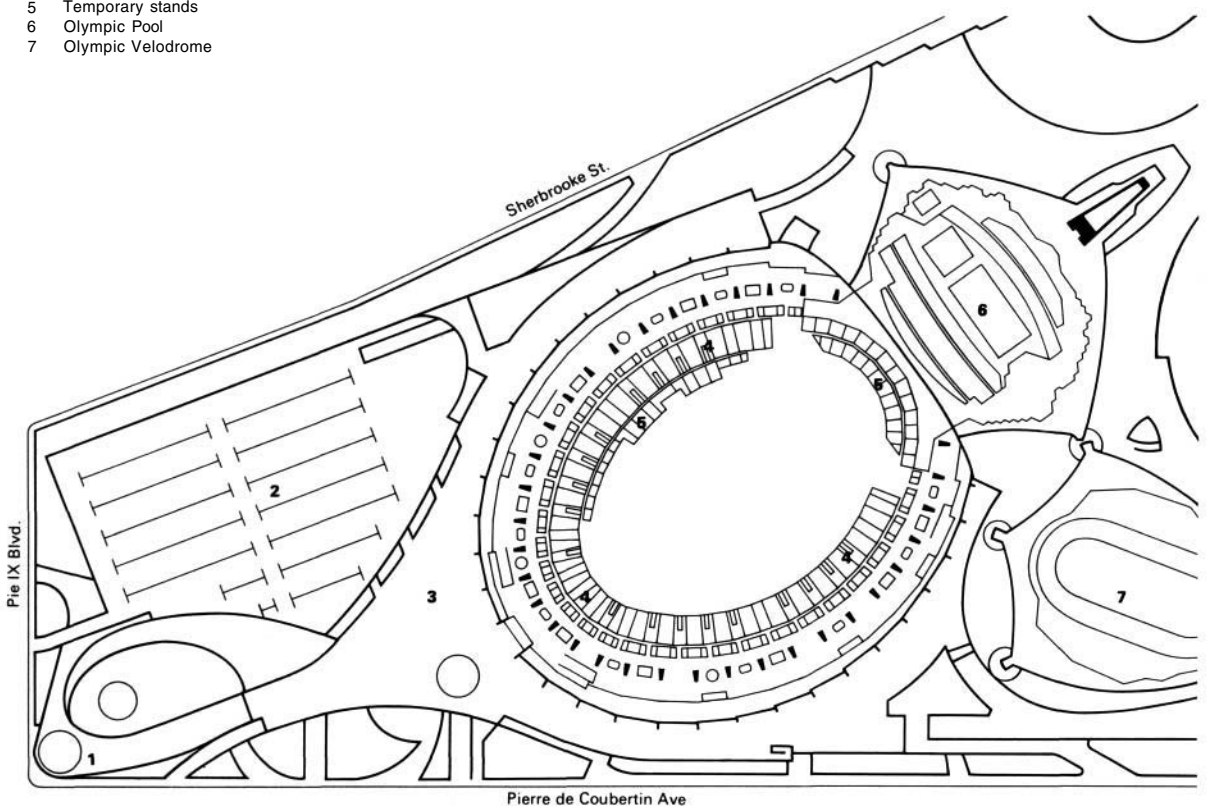 5 Temporary stands
6 Olympic Pool
7 Olympic Velodrome
Sherbrooke St.
4
6
5
5
2
Pie IX Blvd.
4
3
4
7
1
Pierre de Coubertin Ave